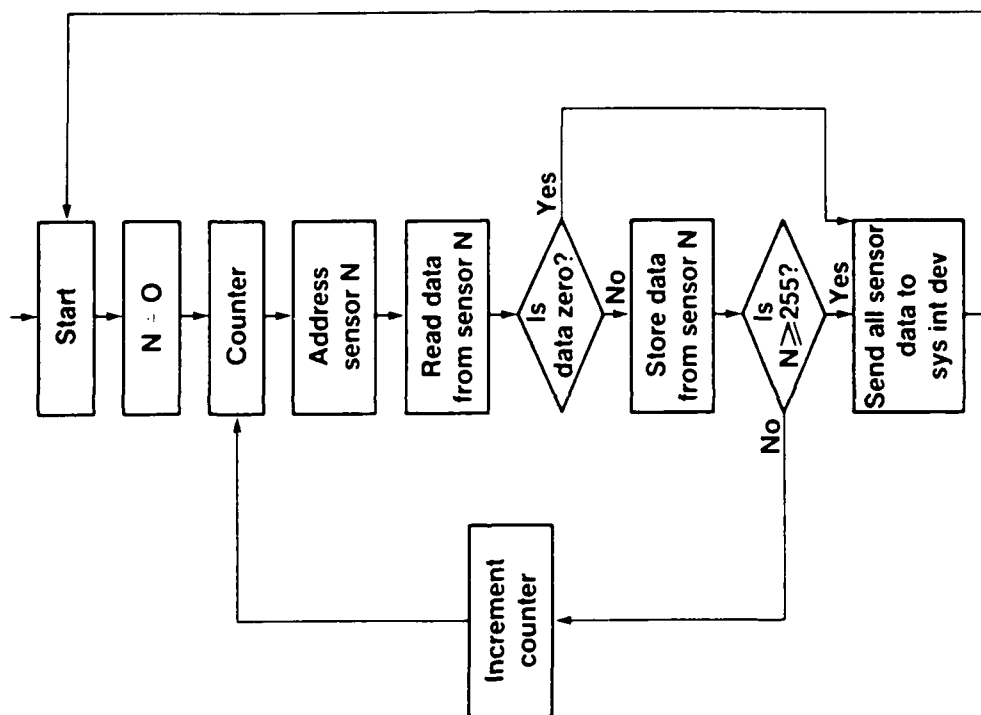 Start
N = O
Counter
Address
sensor N
Read data
from sensor N
Is
data zero?
Yes
No
Store data
from sensor N
Is
N≥255?
No
Yes
Send all sensor
data to
sys int dev
Increment
counter